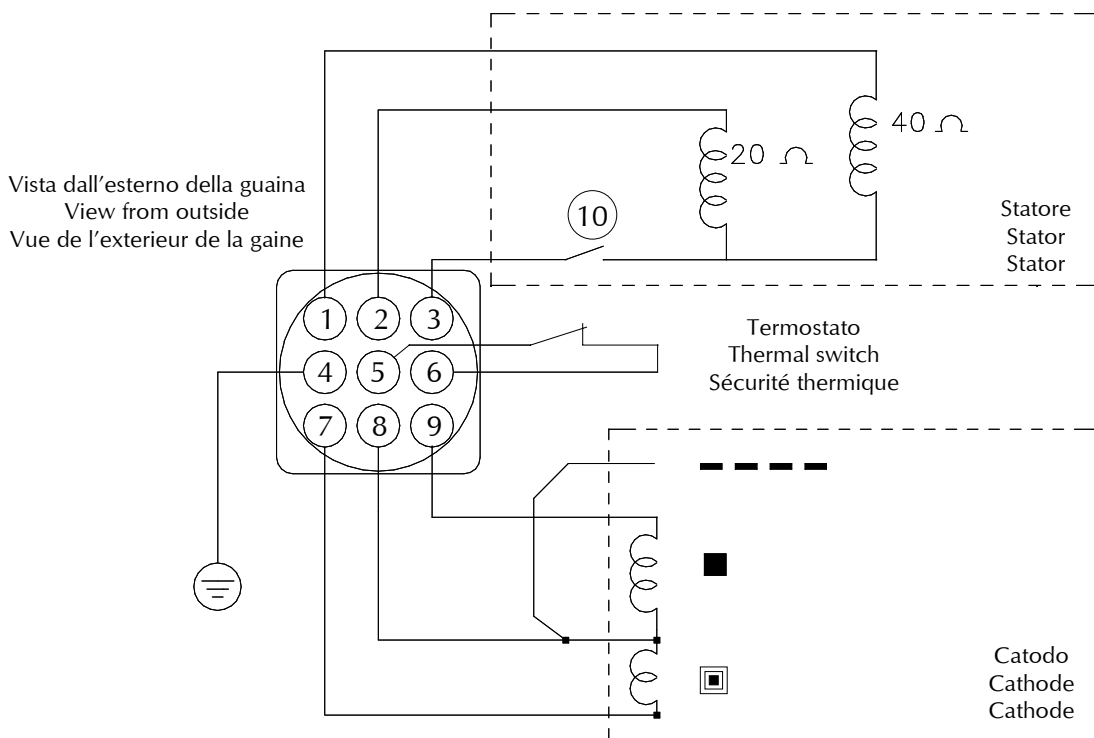 40 Ω
20 Ω
Vista dall'esterno della guaina
View from outside
Vue de l'exterieur de la gaine
10
Statore
Stator
Stator
1 2 3
Termostato
Thermal switch
Sécurité thermique
4 5 6
7 8 9
Catodo
Cathode
Cathode